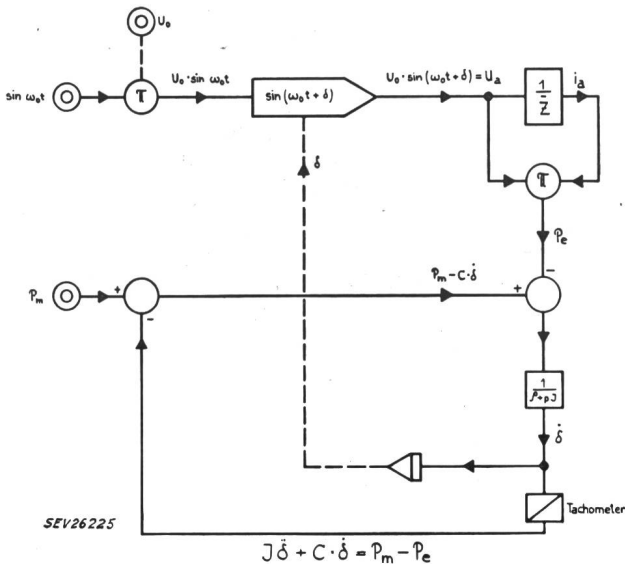 U₀
sin ω₀t
π
U₀·sin ω₀t
sin(ω₀t + δ)
U₀·sin(ω₀t+δ)=Uₐ
1
Z̄
iₐ
δ
π
Pₑ
Pₘ
+
-
Pₘ-C·δ̇
+
-
1
ρ+pJ
δ̇
Tachometer
SEV26225
Jδ̈ + C·δ̇ = Pₘ - Pₑ